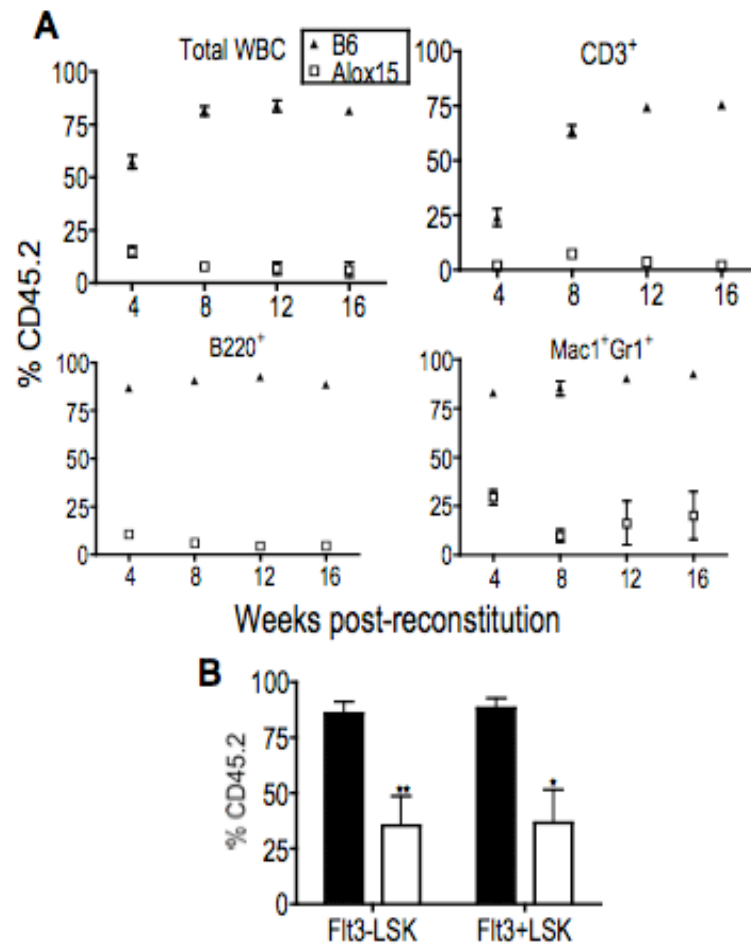 A
Total WBC
▲ B6
□ Alox15
CD3+
100
75
50
25
0
4 8 12 16
100
75
50
25
0
4 8 12 16
% CD45.2
B220+
Mac1+Gr1+
100
75
50
25
0
4 8 12 16
100
75
50
25
0
4 8 12 16
Weeks post-reconstitution
B
% CD45.2
100
75
50
25
0
**
*
Flt3-LSK
Flt3+LSK